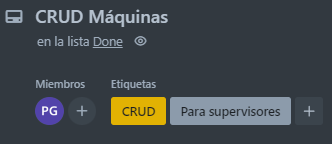 CRUD Máquinas
en la lista Done
Miembros Etiquetas
PG + CRUD Para supervisores +